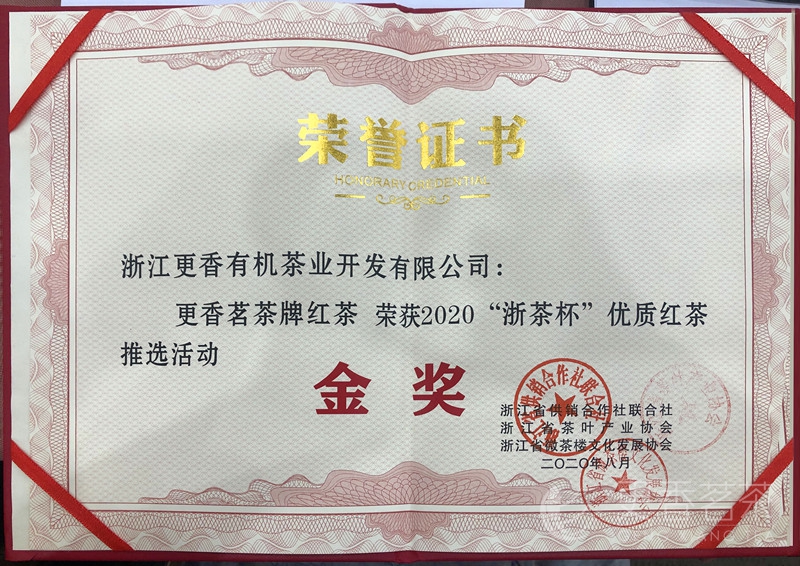 荣誉证书
HONORARY CREDENTIAL
浙江更香有机茶业开发有限公司：
更香茗茶牌红茶 荣获2020“浙茶杯”优质红茶
推选活动
金奖
浙江省供销合作社联合社
浙江省茶叶产业协会
浙江省微茶楼文化发展协会
二〇二〇年八月